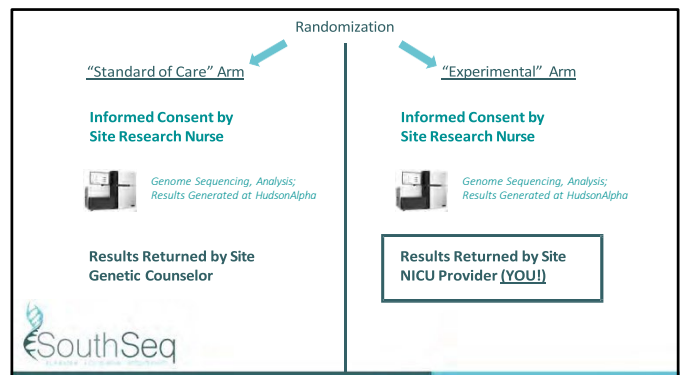 Randomization
"Standard of Care" Arm
"Experimental" Arm
Informed Consent by
Site Research Nurse
Informed Consent by
Site Research Nurse
Genome Sequencing, Analysis;
Results Generated at HudsonAlpha
Genome Sequencing, Analysis;
Results Generated at HudsonAlpha
Results Returned by Site
Genetic Counselor
Results Returned by Site
NICU Provider (YOU!)
SouthSeq